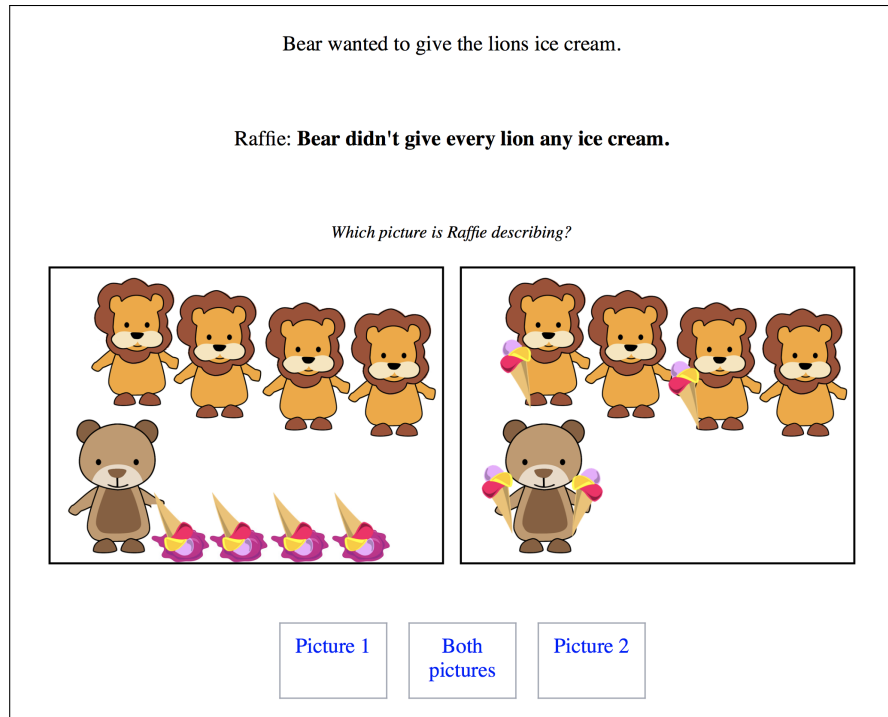 Bear wanted to give the lions ice cream.
Raffie: Bear didn't give every lion any ice cream.
Which picture is Raffie describing?
Picture 1
Both
pictures
Picture 2